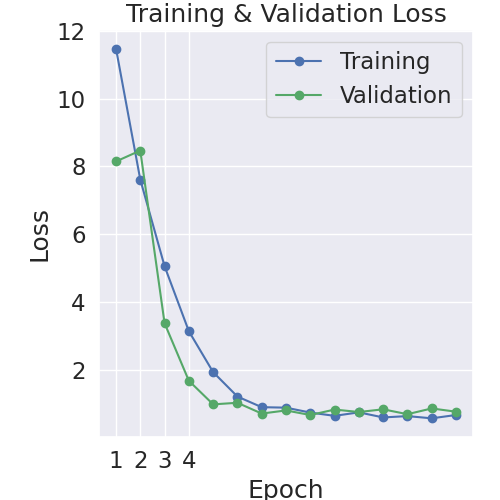 Training & Validation Loss
12
10
8
6
4
2
Loss
Training
Validation
1 2 3 4
Epoch